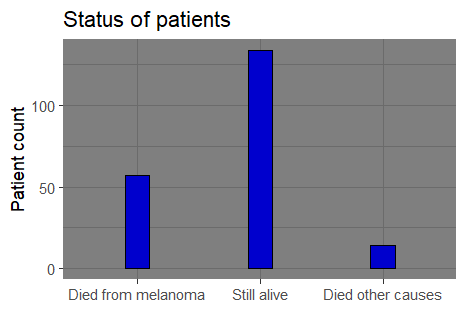 Status of patients
Patient count
100
50
0
Died from melanoma
Still alive
Died other causes